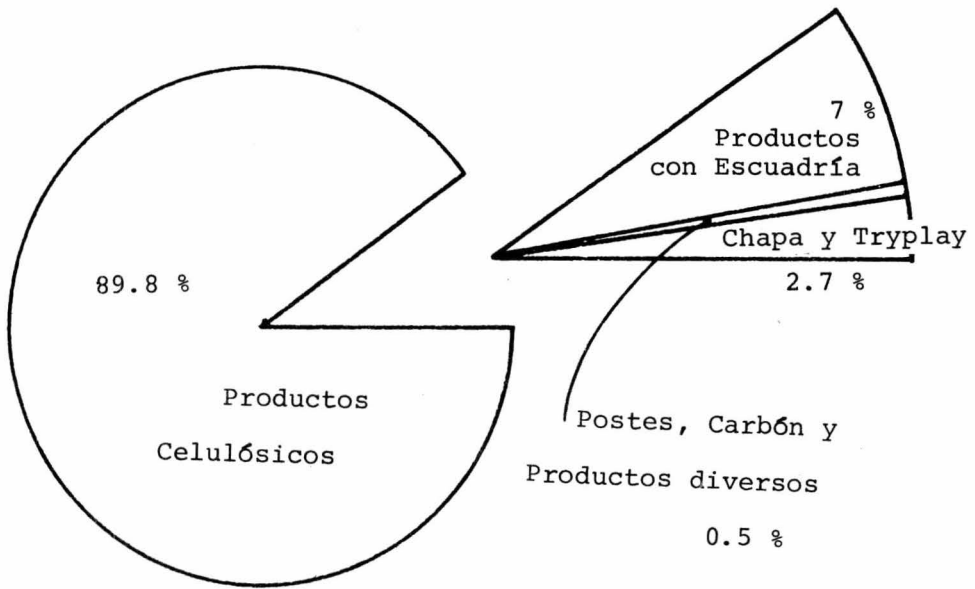 7 %
Productos
con Escuadría
Chapa y Tryplay
2.7 %
89.8 %
Productos
Celulósicos
Postes, Carbón y
Productos diversos
0.5 %